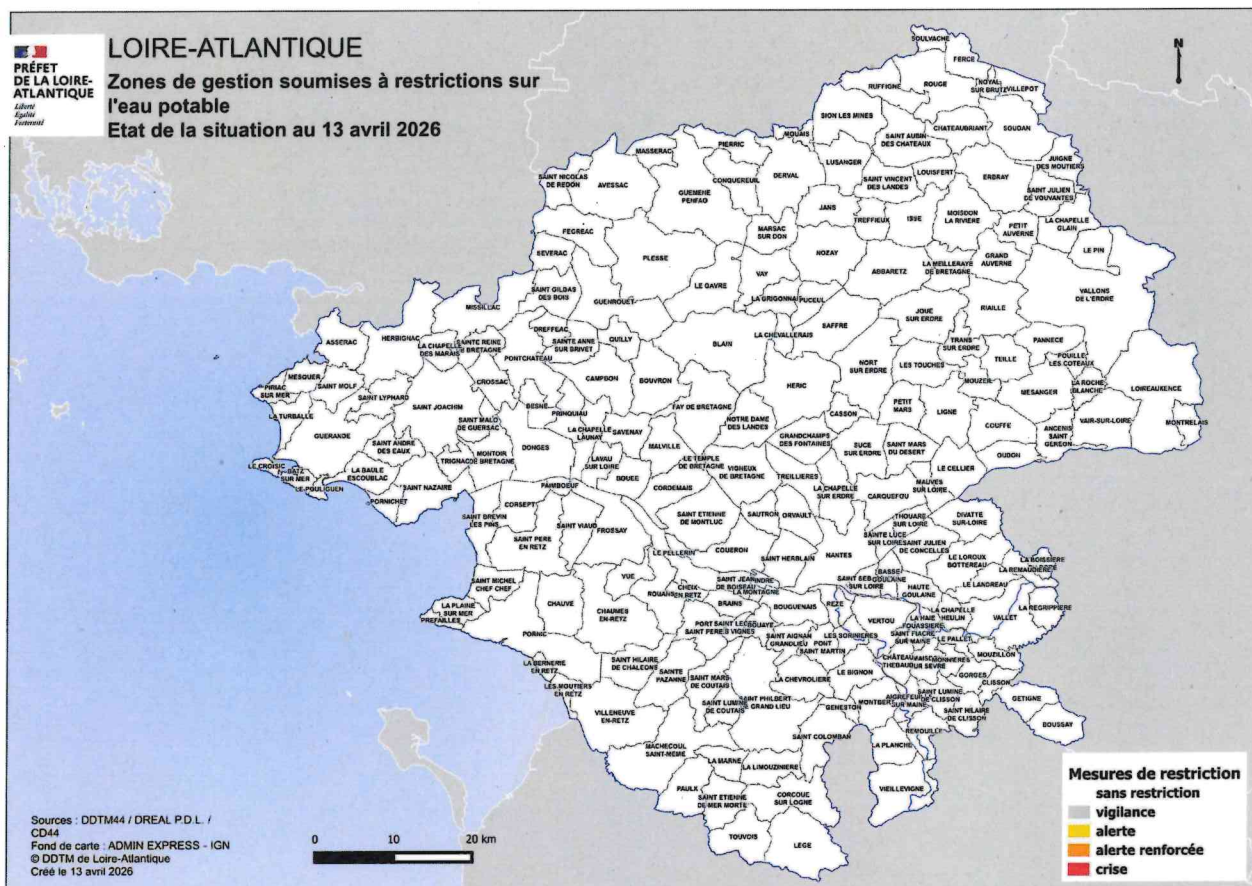 PRÉFET
DE LA LOIRE-
ATLANTIQUE
Liberté
Égalité
Fraternité
LOIRE-ATLANTIQUE
Zones de gestion soumises à restrictions sur
l'eau potable
Etat de la situation au 13 avril 2026
N
SOULVACHE
FERCE
RUFFIGNE
ROUGE
NOYAL
SUR BRUTZ
VILLEPOT
SION LES MINES
MOUAIS
SAINT AUBIN
DES CHATEAUX
CHATEAUBRIANT
SOUDAN
MASSERAC
PIERRIC
LUSANGER
JUIGNE
DES MOUTIERS
SAINT NICOLAS
DE REDON
AVESSAC
GUEMENE
PENFAO
CONQUEREUIL
DERVAL
SAINT VINCENT
DES LANDES
LOUISFERT
ERBRAY
SAINT JULIEN
DE VOUVANTES
JANS
TREFFIEUX
ISSE
MOISDON
LA RIVIERE
PETIT
AUVERNE
LA CHAPELLE
GLAIN
FEGREAC
MARSAC
SUR DON
LE PIN
SEVERAC
PLESSE
NOZAY
GRAND
AUVERNE
LA MEILLERAYE
DE BRETAGNE
ABBARETZ
VAY
LE GAVRE
SAINT GILDAS
DES BOIS
GUENROUET
LA GRIGONNAI
PUCEUL
VALLONS
DE L'ERDRE
MISSILLAC
RIAILLE
JOUE
SUR ERDRE
SAFFRE
DREFFEAC
LA CHEVALLERAIS
ASSERAC
HERBIGNAC
LA CHAPELLE
DES MARAIS
SAINTE REINE
DE BRETAGNE
SAINTE ANNE
SUR BRIVET
QUILLY
BLAIN
TRANS
SUR ERDRE
PANNECE
PONTCHATEAU
TEILLE
POUILLE
LES COTEAUX
NORT
SUR ERDRE
LES TOUCHES
MESQUER
PIRIAC
SUR MER
SAINT MOLF
CROSSAC
CAMPBON
BOUVRON
HERIC
MOUZEIL
MESANGER
LA ROCHE
BLANCHE
LOIREAUXENCE
SAINT LYPHARD
SAINT JOACHIM
BESNE
PRINQUIAU
FAY DE BRETAGNE
NOTRE DAME
DES LANDES
CASSON
PETIT
MARS
LIGNE
LA TURBALLE
SAINT MALO
DE GUERSAC
LA CHAPELLE
LAUNAY
SAVENAY
COUFFE
VAIR-SUR-LOIRE
MONTRELAIS
GUERANDE
SAINT ANDRE
DES EAUX
MALVILLE
GRANDCHAMPS
DES FONTAINES
ANCENIS
SAINT
GEREON
DONGES
SUCE
SUR ERDRE
SAINT MARS
DU DESERT
OUDON
MONTOIR
DE BRETAGNE
TRIGNAC
LAVAU
SUR LOIRE
LE TEMPLE
DE BRETAGNE
VIGNEUX
DE BRETAGNE
TREILLIERES
LE CELLIER
LE CROISIC
BATZ
SUR MER
LA BAULE
ESCOUBLAC
BOUEE
CORDEMAIS
LE POULIGUEN
SAINT NAZAIRE
PAIMBOEUF
LA CHAPELLE
SUR ERDRE
CARQUEFOU
MAUVES
SUR LOIRE
PORNICHET
CORSEPT
SAINT BREVIN
LES PINS
SAINT VIAUD
FROSSAY
SAINT ETIENNE
DE MONTLUC
SAUTRON
ORVAULT
THOUARE
SUR LOIRE
DIVATTE
SUR-LOIRE
SAINTE LUCE
SUR LOIRE
SAINT JULIEN
DE CONCELLES
SAINT PERE
EN RETZ
LE PELLERIN
COUERON
SAINT HERBLAIN
NANTES
LE LOROUX
BOTTEREAU
LA BOISSIERE
LA REMAUDIERE
SAINT MICHEL
CHEF CHEF
VUE
ROUANS
CHEIX
EN RETZ
SAINT JEAN
DE BOISEAU
INDRE
LA MONTAGNE
SAINT SEB
SUR LOIRE
BASSE
GOULAINE
HAUTE
GOULAINE
LE LANDREAU
LA PLAINE
SUR MER
PREFAILLES
CHAUVE
CHAUMES
EN-RETZ
BRAINS
BOUGUENAIS
REZE
VERTOU
LA CHAPELLE
HEULIN
LA REGRIPPIERE
VALLET
LA HAIE
FOUASSIERE
PORNIC
PORT SAINT
SAINT PERE
SAINT AIGNAN
GRANDLIEU
PONT
SAINT MARTIN
LES SORINIERES
SAINT FIACRE
SUR MAINE
LE PALLET
MOUZILLON
LA BERNERIE
EN RETZ
SAINT HILAIRE
DE CHALEONS
SAINTE
PAZANNE
SAINT MARS
DE COUTAIS
LA CHEVROLIERE
LE BIGNON
CHÂTEAU
THEBAUD
MONNIERES
GORGES
CLISSON
LES MOUTIERS
EN RETZ
SAINT LUMINE
DE COUTAIS
SAINT PHILBERT
DE GRAND LIEU
AIGREFEUILLE
SUR MAINE
SAINT LUMINE
DE CLISSON
GETIGNE
VILLENEUVE
EN-RETZ
GENESTON
MONTBERT
SAINT HILAIRE
DE CLISSON
BOUSSAY
SAINT COLOMBAN
REMOUILLE
MACHECOUL
SAINT-MEME
LA PLANCHE
LA MARNE
LA LIMOUZINIERE
PAULX
SAINT ETIENNE
DE MER MORTE
CORCOUE
SUR LOGNE
VIEILLEVIGNE
TOUVOIS
LEGE
Mesures de restriction
sans restriction
vigilance
alerte
alerte renforcée
crise
Sources : DDTM44 / DREAL P.D.L. /
CD44
Fond de carte : ADMIN EXPRESS - IGN
© DDTM de Loire-Atlantique
Créé le 13 avril 2026
0 10 20 km